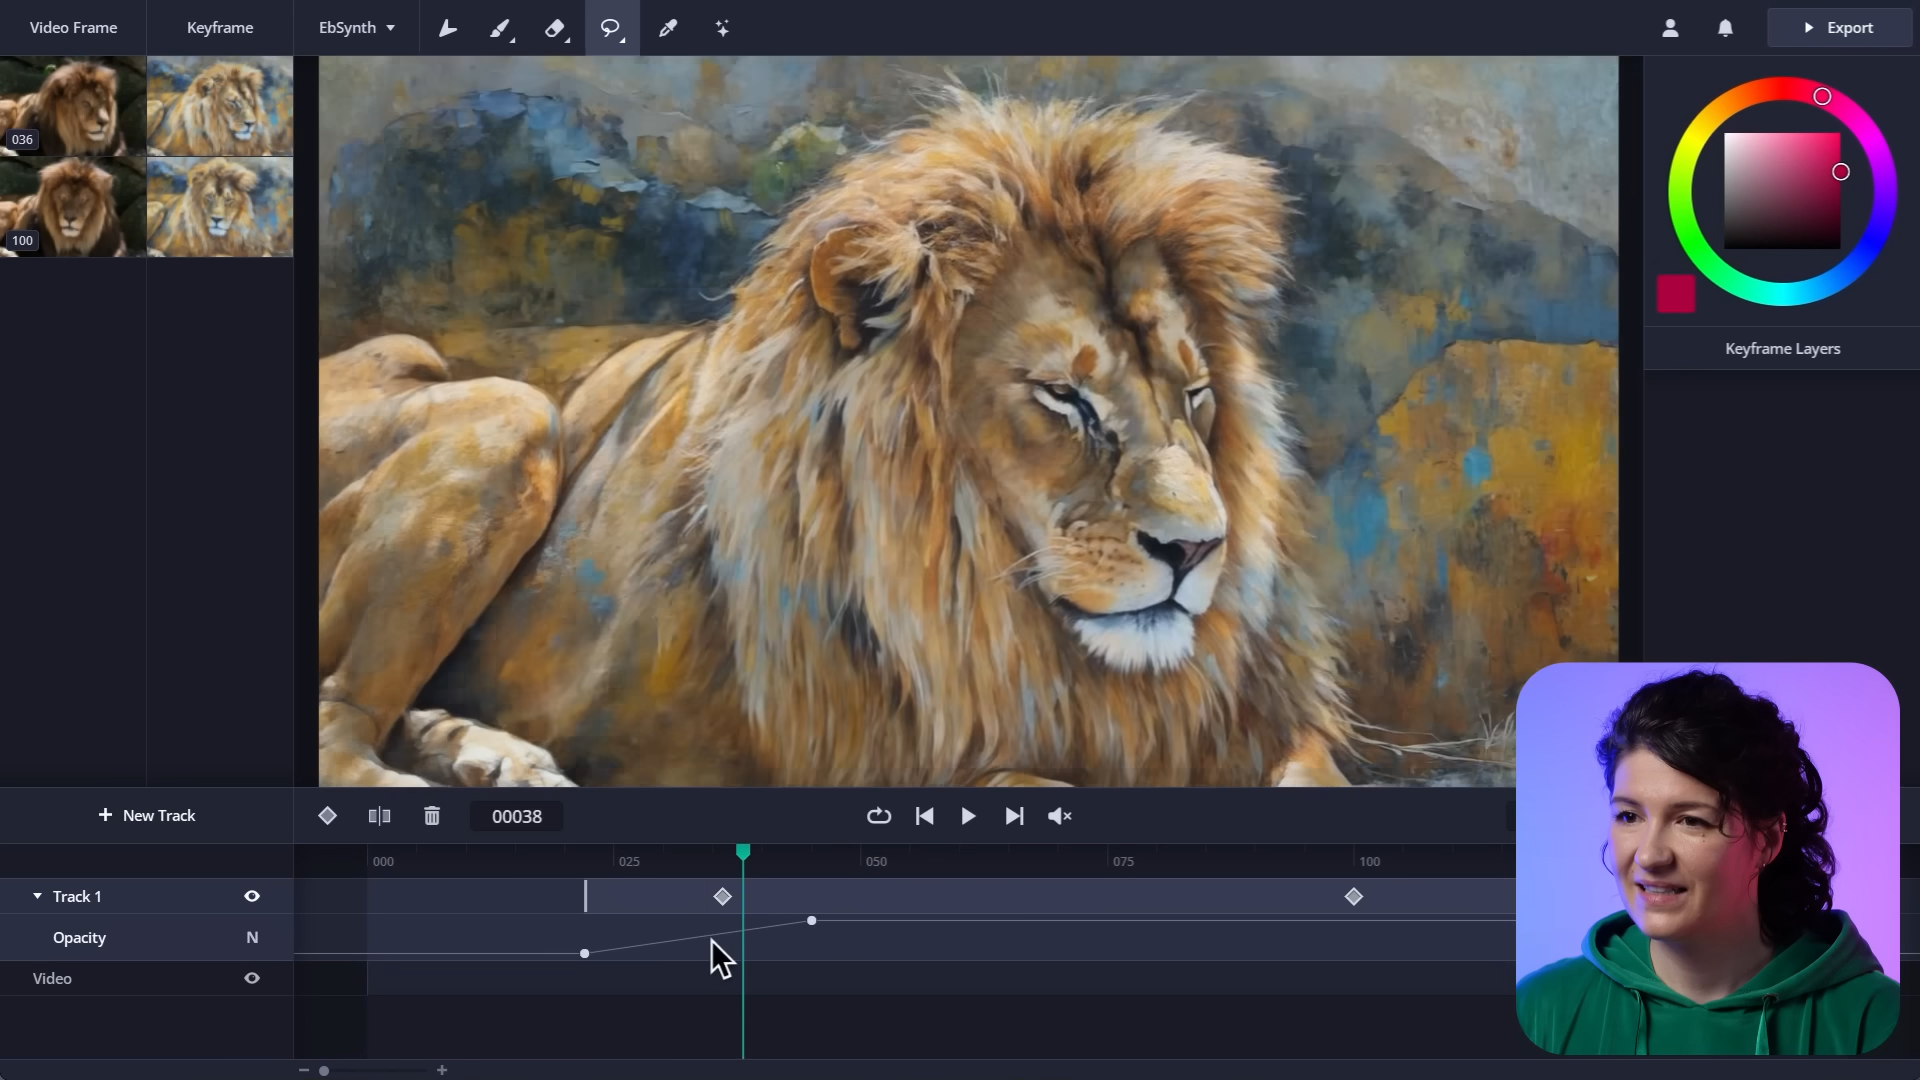 Video Frame
Keyframe
EbSynth
Export
036
100
Keyframe Layers
New Track
00038
000
025
050
075
100
Track 1
Opacity
N
Video